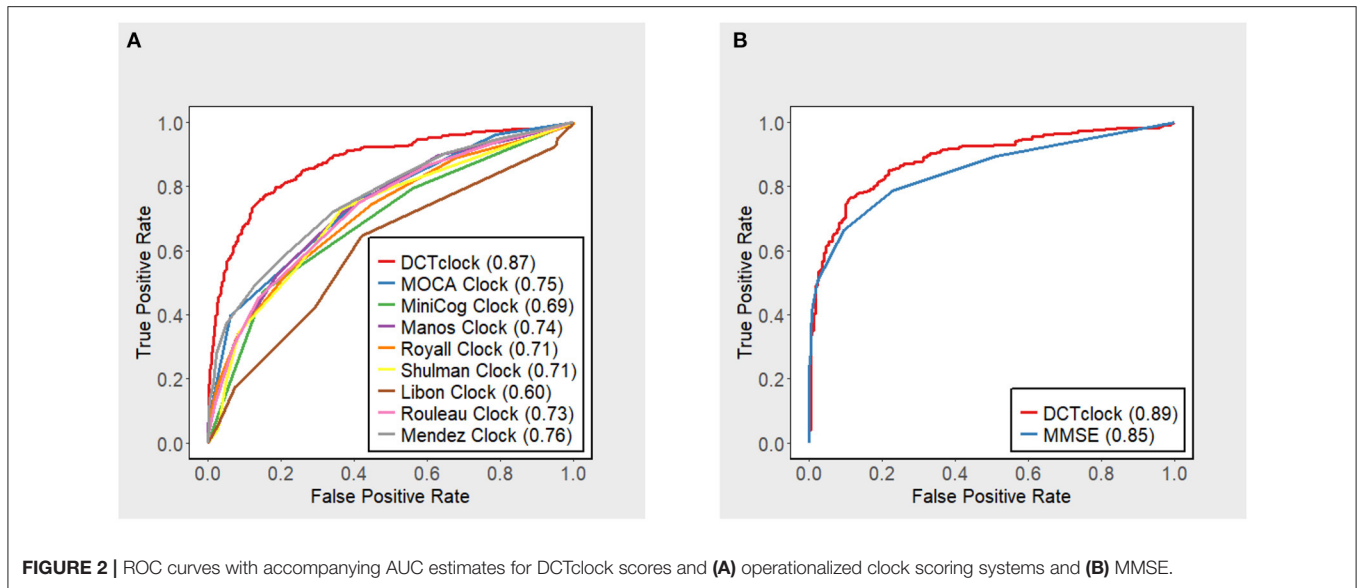 A
True Positive Rate
1.0
0.8
0.6
0.4
0.2
0.0
0.0 0.2 0.4 0.6 0.8 1.0
False Positive Rate
DCTclock (0.87)
MOCA Clock (0.75)
MiniCog Clock (0.69)
Manos Clock (0.74)
Royall Clock (0.71)
Shulman Clock (0.71)
Libon Clock (0.60)
Rouleau Clock (0.73)
Mendez Clock (0.76)
B
True Positive Rate
1.0
0.8
0.6
0.4
0.2
0.0
0.0 0.2 0.4 0.6 0.8 1.0
False Positive Rate
DCTclock (0.89)
MMSE (0.85)
FIGURE 2 | ROC curves with accompanying AUC estimates for DCTclock scores and (A) operationalized clock scoring systems and (B) MMSE.